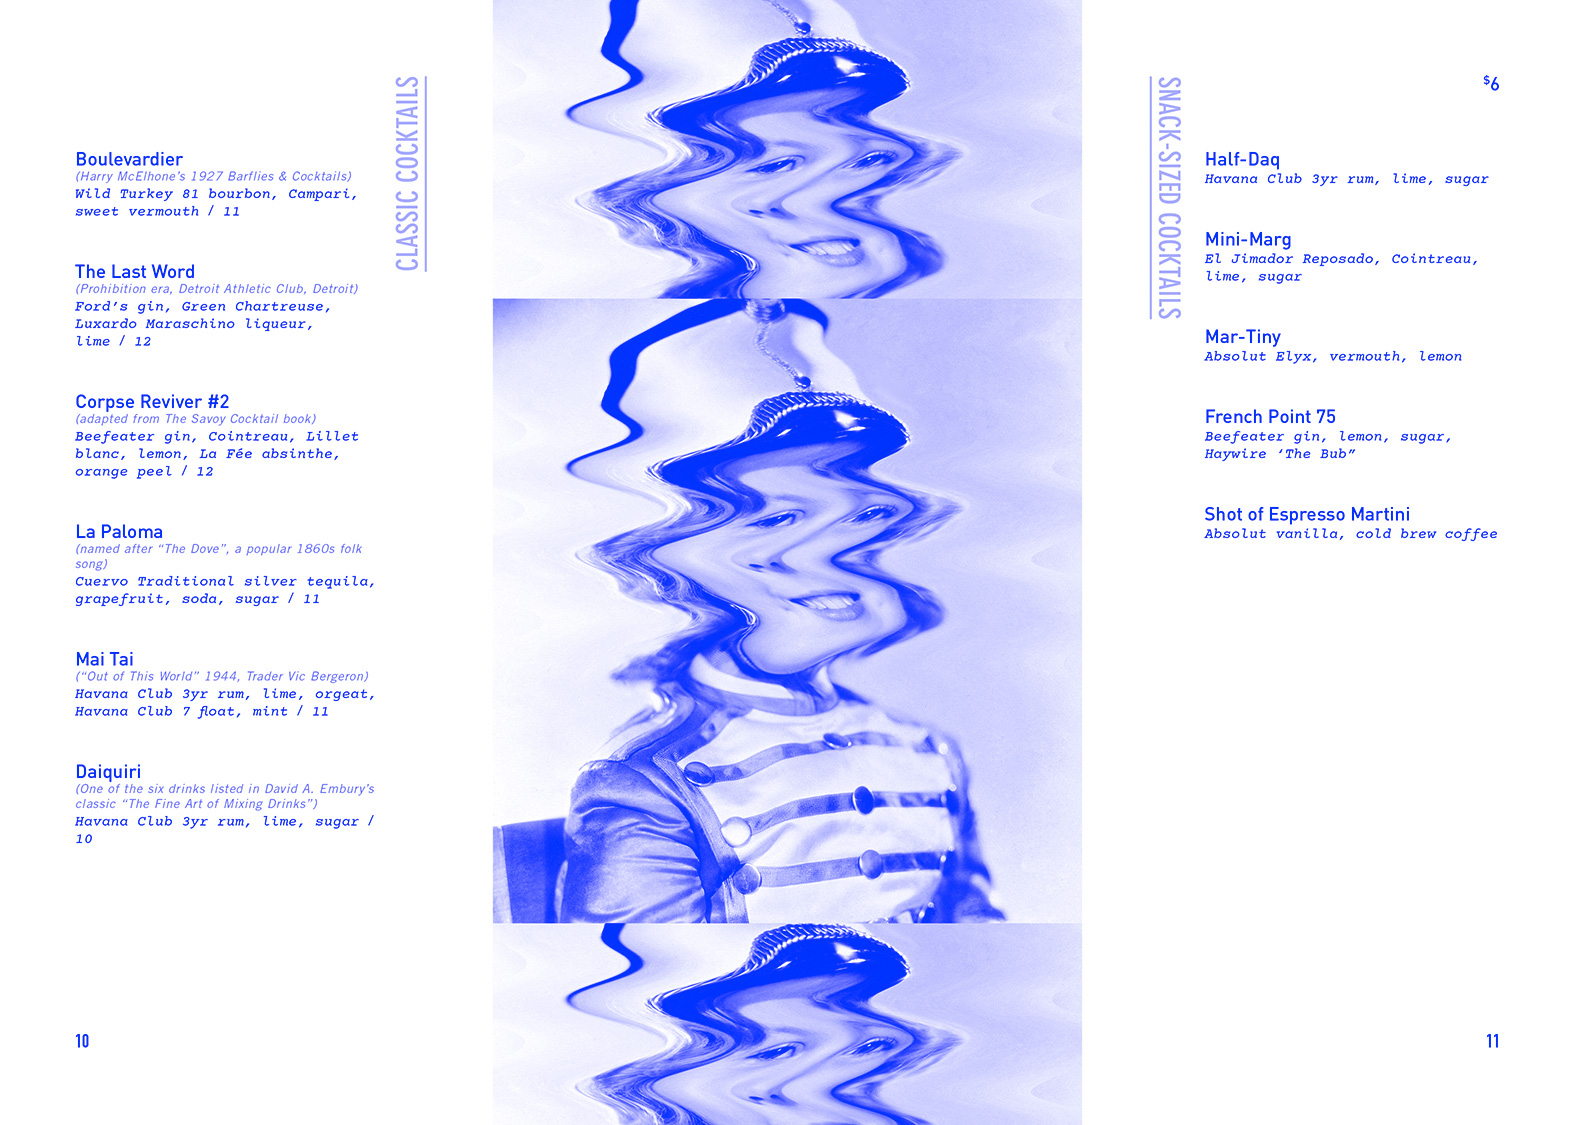 CLASSIC COCKTAILS
Boulevardier
(Harry McElhone's 1927 Barflies & Cocktails)
Wild Turkey 81 bourbon, Campari,
sweet vermouth / 11
The Last Word
(Prohibition era, Detroit Athletic Club, Detroit)
Ford's gin, Green Chartreuse,
Luxardo Maraschino liqueur,
lime / 12
Corpse Reviver #2
(adapted from The Savoy Cocktail book)
Beefeater gin, Cointreau, Lillet
blanc, lemon, La Fée absinthe,
orange peel / 12
La Paloma
(named after “The Dove”, a popular 1860s folk
song)
Cuervo Traditional silver tequila,
grapefruit, soda, sugar / 11
Mai Tai
(“Out of This World” 1944, Trader Vic Bergeron)
Havana Club 3yr rum, lime, orgeat,
Havana Club 7 float, mint / 11
Daiquiri
(One of the six drinks listed in David A. Embury's
classic “The Fine Art of Mixing Drinks”)
Havana Club 3yr rum, lime, sugar /
10
10
SNACK-SIZED COCKTAILS
$6
Half-Daq
Havana Club 3yr rum, lime, sugar
Mini-Marg
El Jimador Reposado, Cointreau,
lime, sugar
Mar-Tiny
Absolut Elyx, vermouth, lemon
French Point 75
Beefeater gin, lemon, sugar,
Haywire ‘The Bub”
Shot of Espresso Martini
Absolut vanilla, cold brew coffee
11